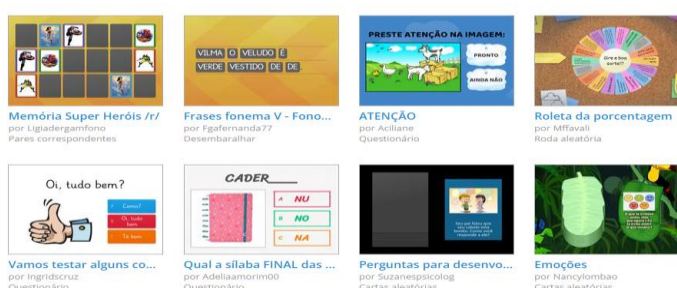 VILMA O VELUDO É
VERDE VESTIDO DE DE.
PRESTE ATENÇÃO NA IMAGEM:
PRONTO
AINDA NÃO
Gire a boa sorte!!
Memória Super Heróis /r/
por Ligiadergamfono
Pares correspondentes
Frases fonema V - Fono...
por Fgafernanda77
Desembaralhar
ATENÇÃO
por Aciliane
Questionário
Roleta da porcentagem
por Mffavali
Roda aleatória
Oi, tudo bem?
Como?
Oi, tudo bem
Tô bem
CADER
A NU
B NO
C NA
Vamos testar alguns co...
por Ingridscruz
Questionário
Qual a sílaba FINAL das ...
por Adeliaamorim00
Questionário
Perguntas para desenvo...
por Suzanespsicolog
Cartas aleatórias
Emoções
por Nancylombao
Cartas aleatórias